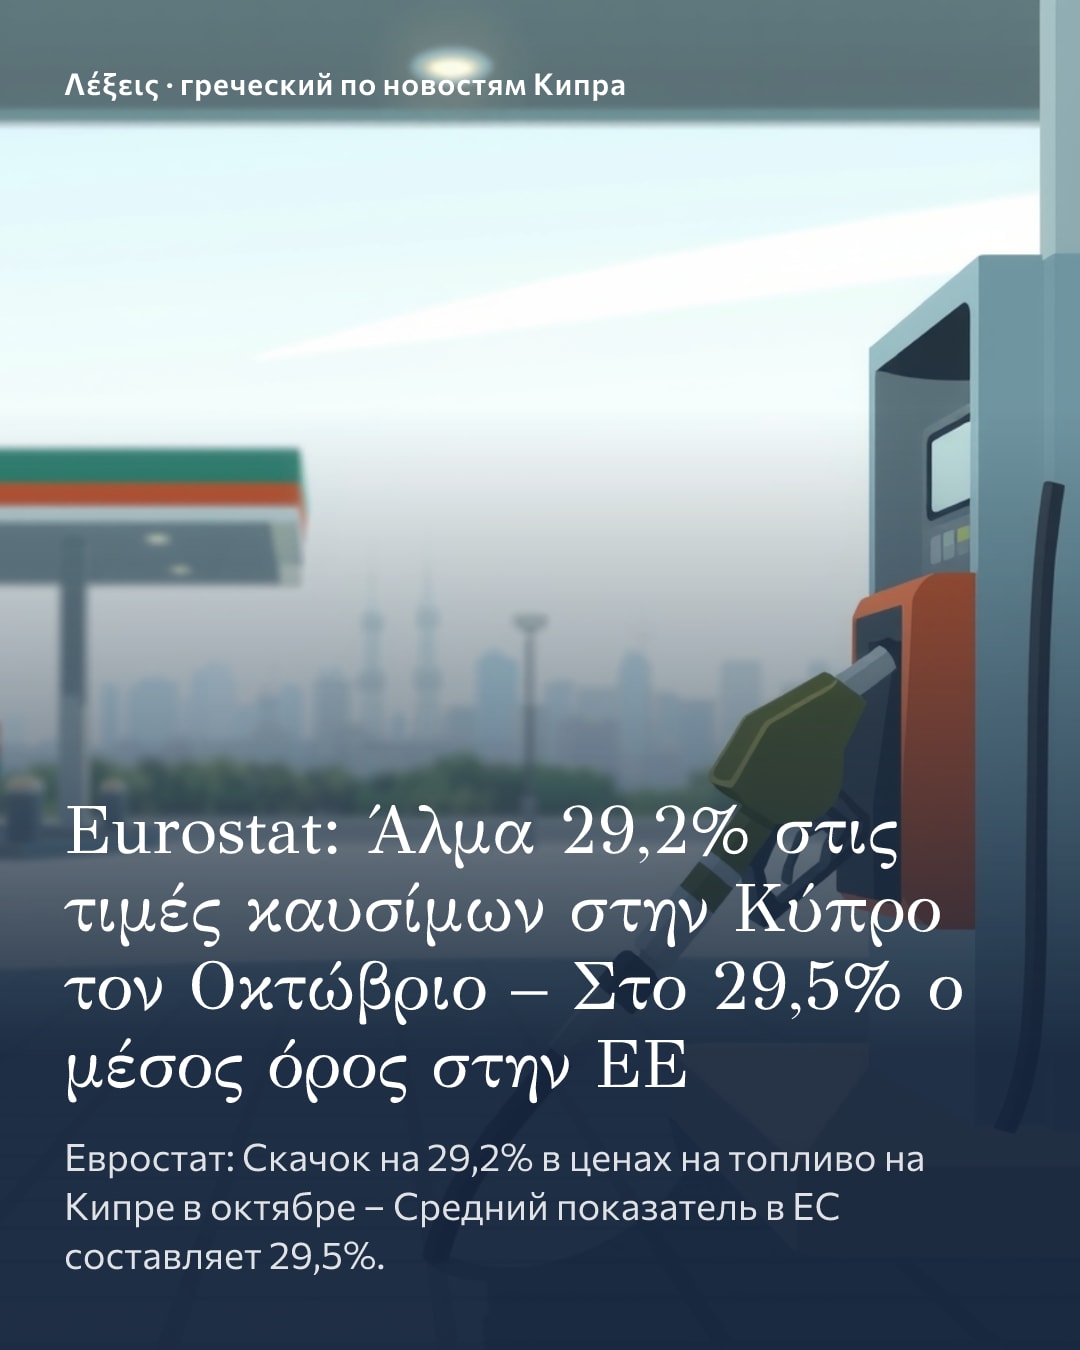 Λέξεις · греческий по новостям Кипра
Eurostat: Άλμα 29,2% στις
τιμές καυσίμων στην Κύπρο
τον Οκτώβριο – Στο 29,5% ο
μέσος όρος στην ΕΕ
Евростат: Скачок на 29,2% в ценах на топливо на
Кипре в октябре – Средний показатель в ЕС
составляет 29,5%.